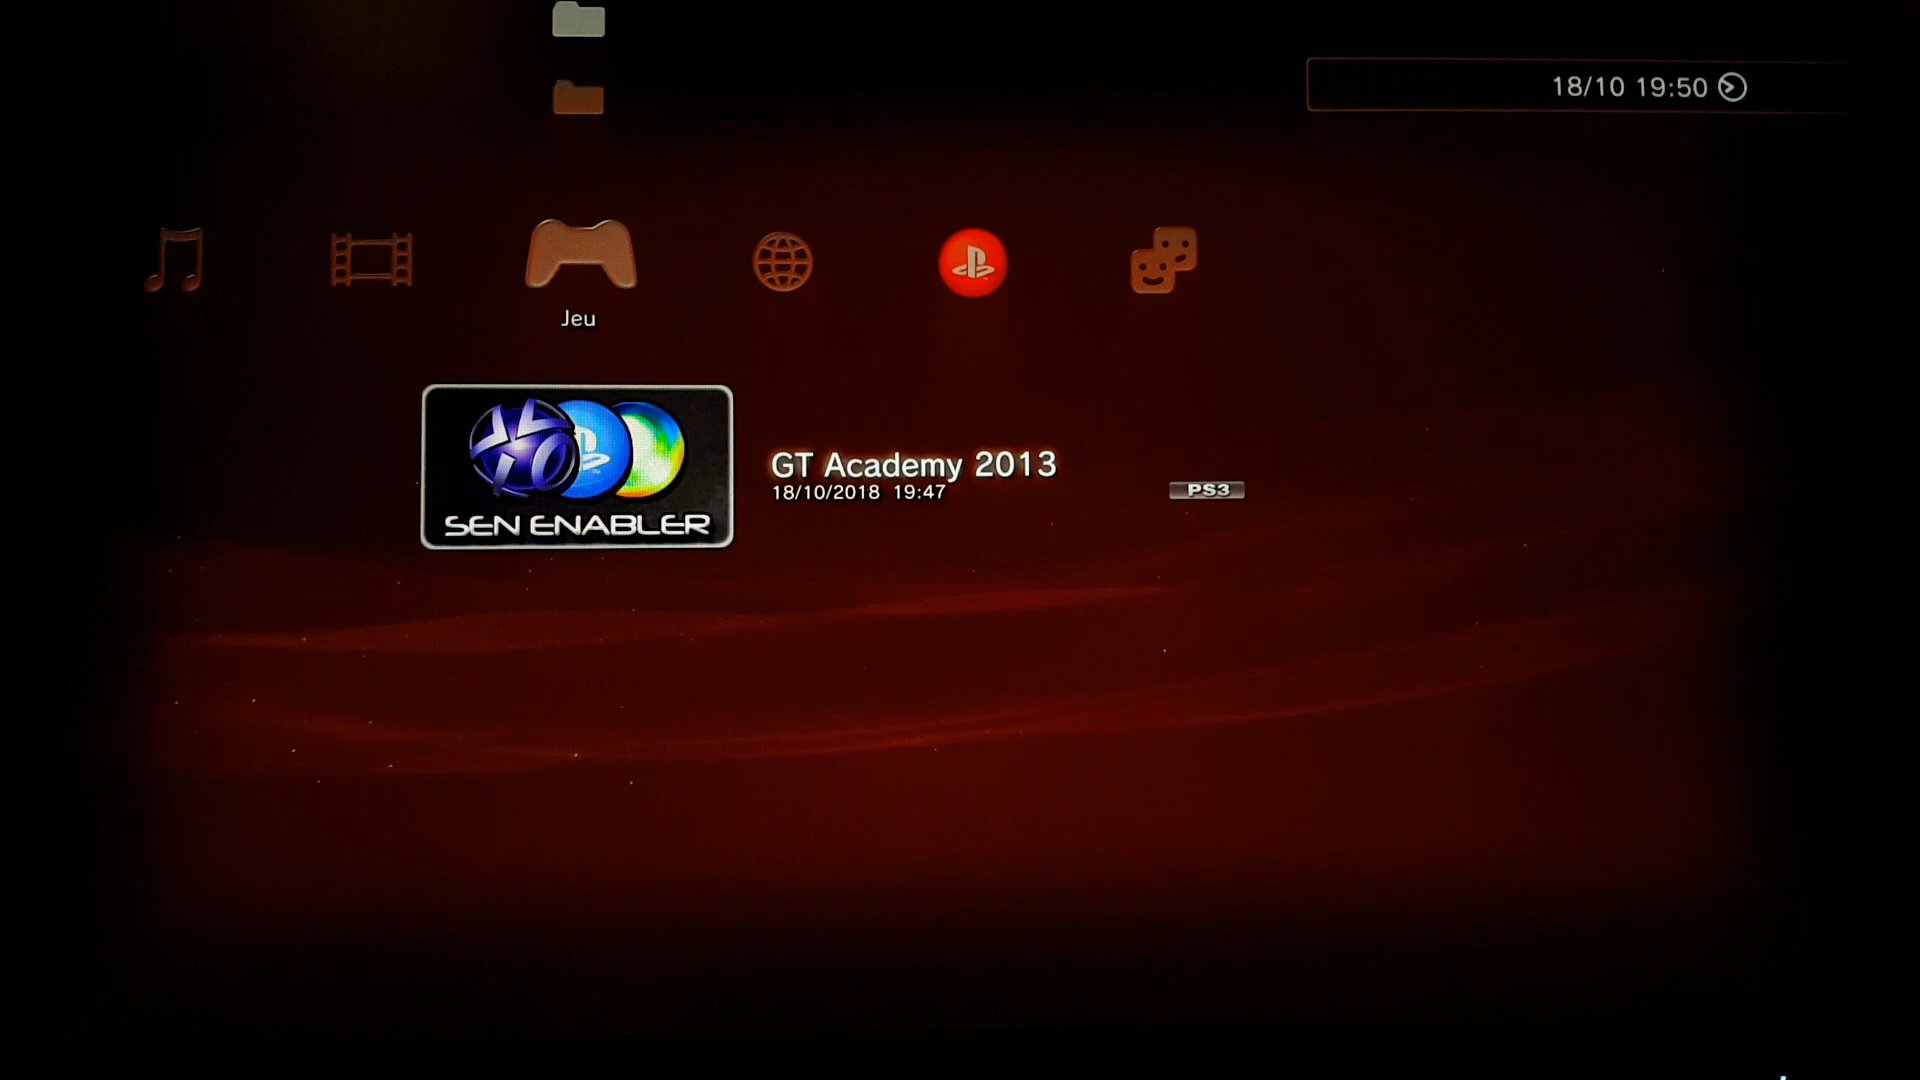 18/10 19:50
Jeu
SEN ENABLER
GT Academy 2013
18/10/2018 19:47
PS3